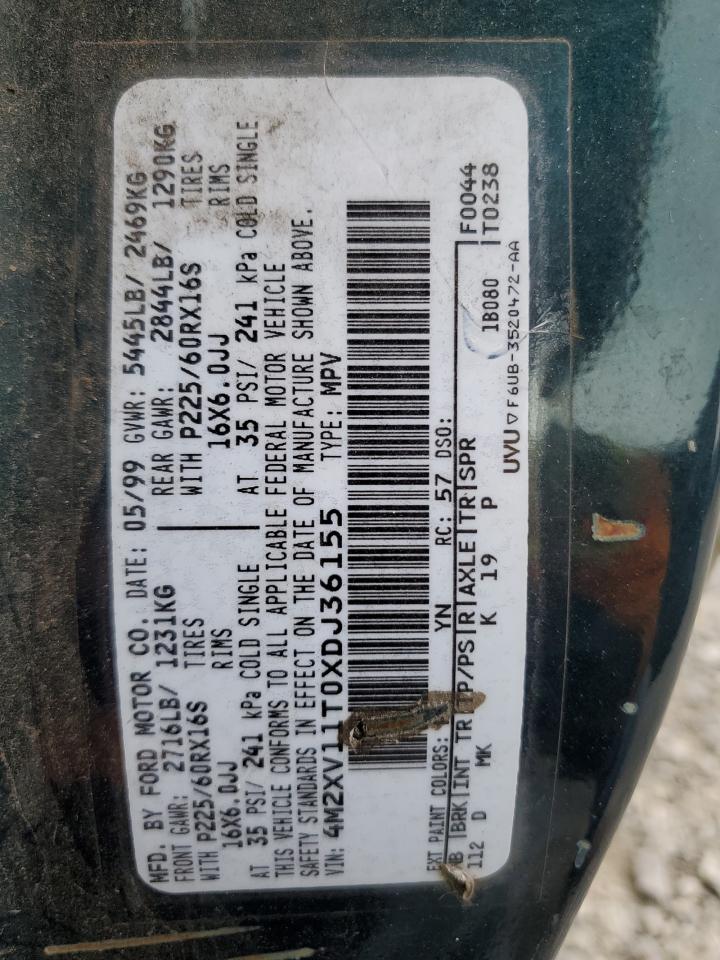 MFD. BY FORD MOTOR CO. DATE: 05/99 GVWR: 5445LB/ 2469KG
FRONT GAWR: 2716LB/ 1231KG REAR GAWR: 2844LB/ 1290KG
WITH P225/60RX16S TIRES WITH P225/60RX16S TIRES
16X6.0JJ RIMS 16X6.0JJ RIMS
AT 35 PSI/ 241 kPa COLD SINGLE AT 35 PSI/ 241 kPa COLD SINGLE
THIS VEHICLE CONFORMS TO ALL APPLICABLE FEDERAL MOTOR VEHICLE
SAFETY STANDARDS IN EFFECT ON THE DATE OF MANUFACTURE SHOWN ABOVE.
VIN: 4M2XV11T0XDJ36155 TYPE: MPV
EXT PAINT COLORS: YN RC: 57 DSO:
WB BRK INT TR TP/PS R AXLE TR SPR F0044
112 D MK K 19 P 1B080 T0238
UVU ▽ F6UB-3520472-AA